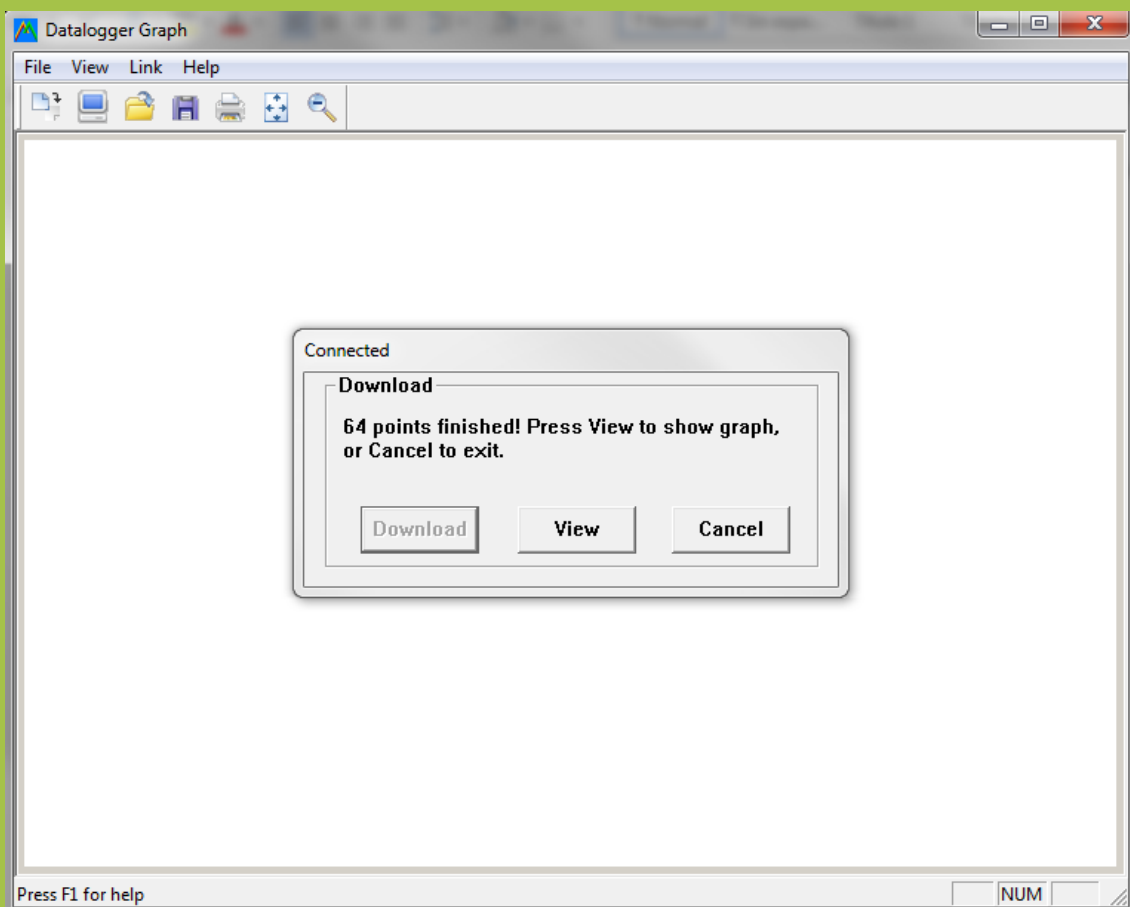 Datalogger Graph
File View Link Help
Connected
Download
64 points finished! Press View to show graph,
or Cancel to exit.
Download View Cancel
Press F1 for help
NUM